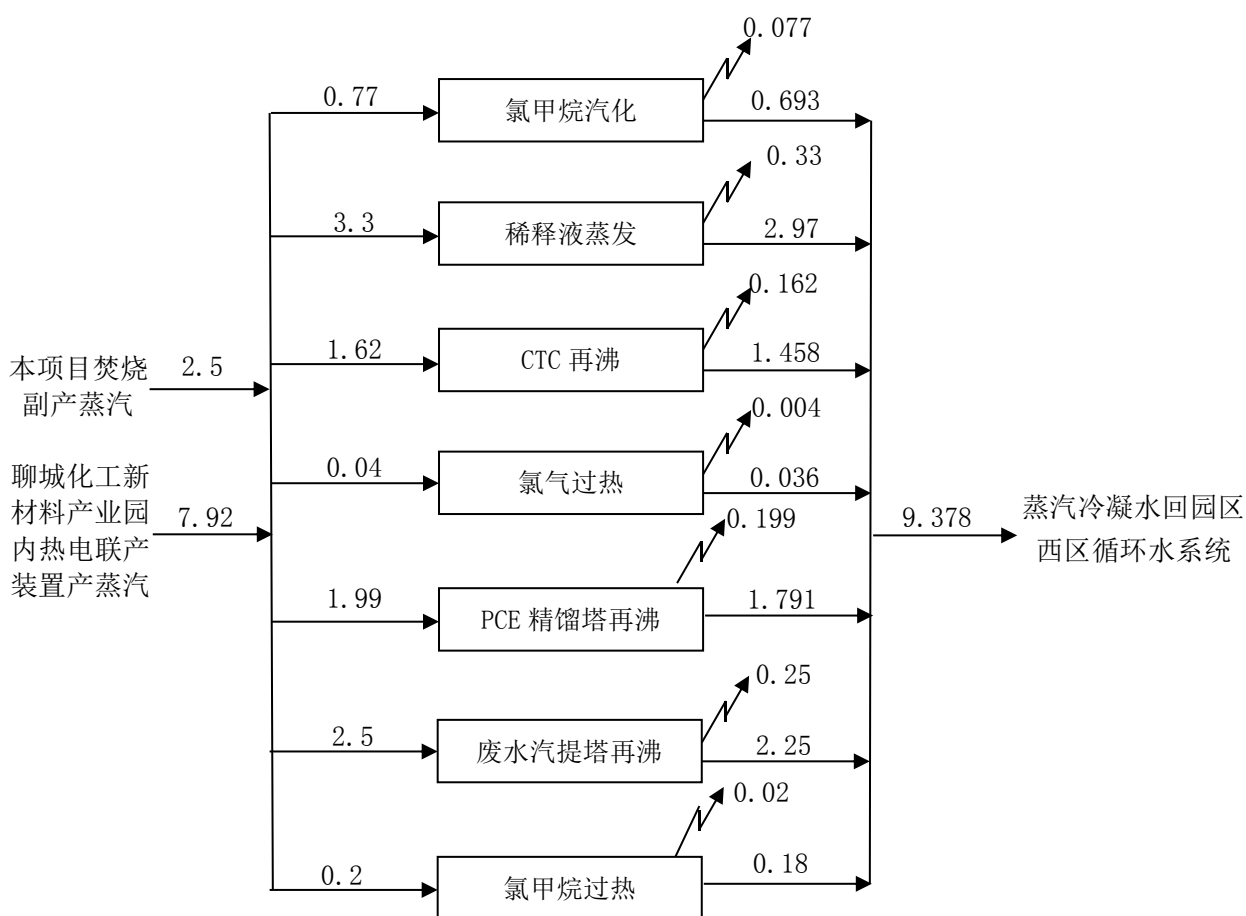 0.077
0.77
氯甲烷汽化
0.693
0.33
3.3
稀释液蒸发
2.97
0.162
1.62
CTC 再沸
1.458
本项目焚烧
副产蒸汽
2.5
0.004
0.04
氯气过热
0.036
聊城化工新
材料产业园
内热电联产
装置产蒸汽
7.92
0.199
1.99
PCE 精馏塔再沸
1.791
9.378
蒸汽冷凝水回园区
西区循环水系统
0.25
2.5
废水汽提塔再沸
2.25
0.02
0.2
氯甲烷过热
0.18